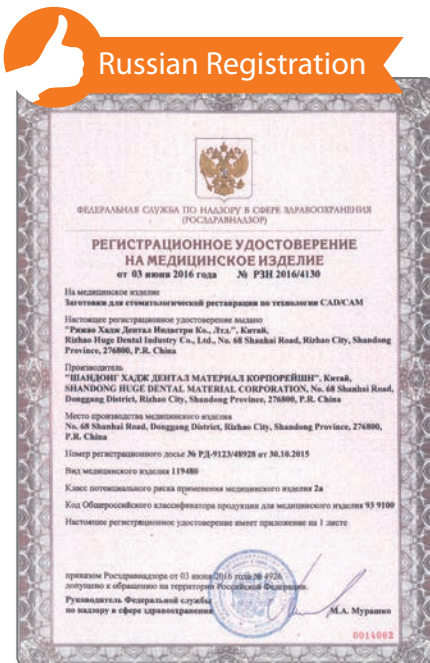 Russian Registration
ФЕДЕРАЛЬНАЯ СЛУЖБА ПО НАДЗОРУ В СФЕРЕ ЗДРАВООХРАНЕНИЯ
(РОСЗДРАВНАДЗОР)
РЕГИСТРАЦИОННОЕ УДОСТОВЕРЕНИЕ
НА МЕДИЦИНСКОЕ ИЗДЕЛИЕ
от 03 июня 2016 года № РЗН 2016/4130
На медицинское изделие
Заготовки для стоматологической реставрации по технологии CAD/CAM
Настоящее регистрационное удостоверение выдано
"Рижао Хадж Дентал Индастри Ко., Лтд.", Китай,
Rizhao Huge Dental Industry Co., Ltd., No. 68 Shanhai Road, Rizhao City, Shandong
Province, 276800, P.R. China
Производитель
"ШАНДОНГ ХАДЖ ДЕНТАЛ МАТЕРИАЛ КОРПОРЕЙШН", Китай,
SHANDONG HUGE DENTAL MATERIAL CORPORATION, No. 68 Shanhai Road,
Donggang District, Rizhao City, Shandong Province, 276800, P.R. China
Место производства медицинского изделия
No. 68 Shanhai Road, Donggang District, Rizhao City, Shandong Province, 276800,
P.R. China
Номер регистрационного досье № РД-9123/48928 от 30.10.2015
Вид медицинского изделия 119480
Класс потенциального риска применения медицинского изделия 2а
Код Общероссийского классификатора продукции для медицинского изделия 93 9100
Настоящее регистрационное удостоверение имеет приложение на 1 листе
приказом Росздравнадзора от 03 июня 2016 года № 4926
допущено к обращению на территории Российской Федерации.
Руководитель Федеральной службы
по надзору в сфере здравоохранения М.А. Мурашко
0014062